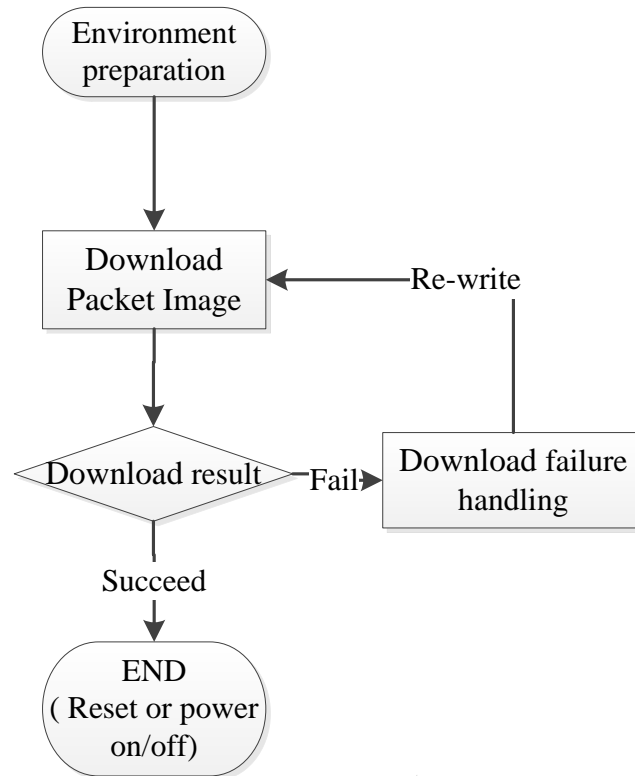 Environment
preparation
Download
Packet Image
Re-write
Download result
Fail
Download failure
handling
Succeed
END
( Reset or power
on/off)